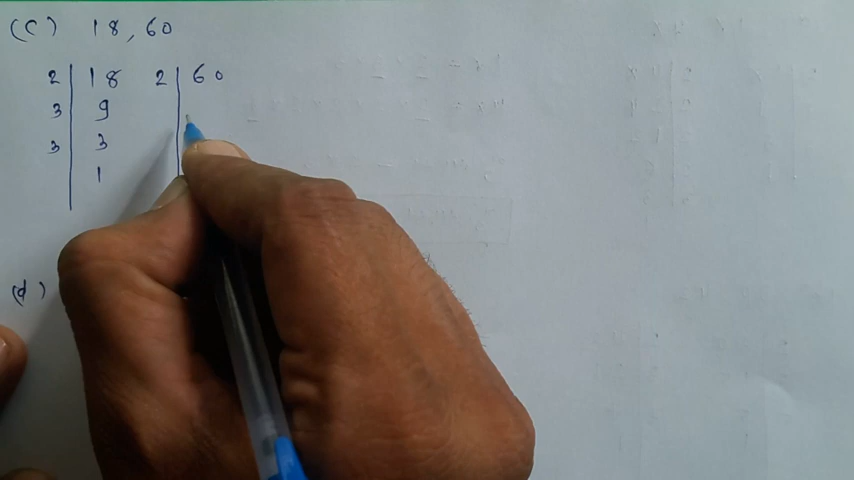 (c) 18, 60
2 | 18 2 | 60
3 | 9
3 | 3
1
(d)